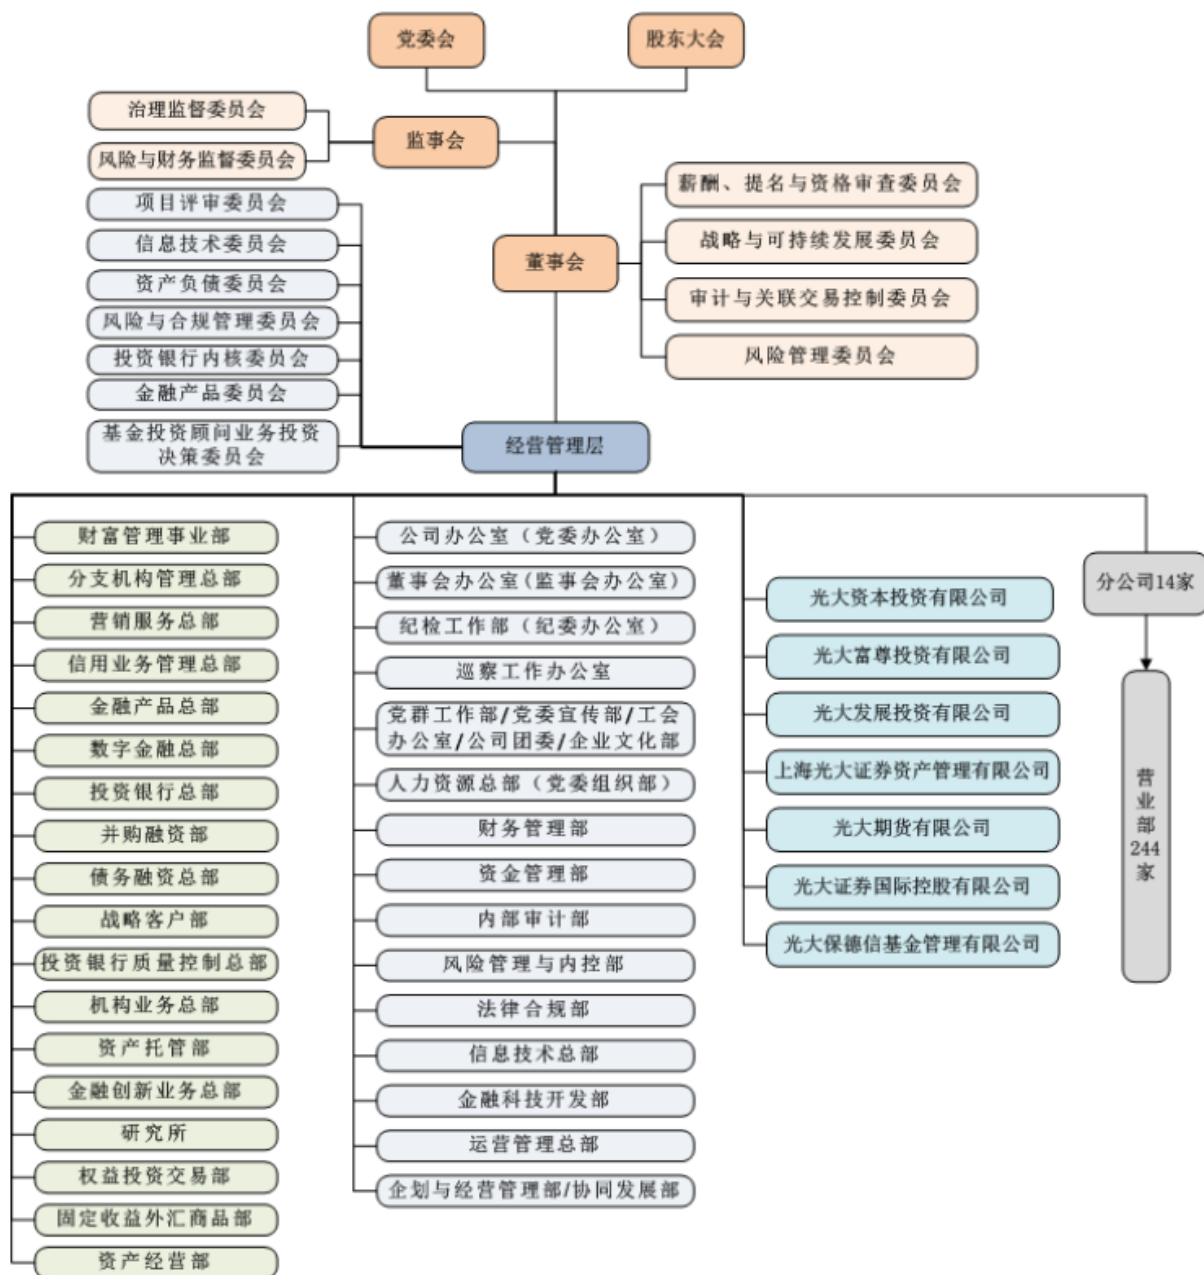 党委会
股东大会
治理监督委员会
风险与财务监督委员会
监事会
项目评审委员会
信息技术委员会
资产负债委员会
风险与合规管理委员会
投资银行内核委员会
金融产品委员会
基金投资顾问业务投资
决策委员会
董事会
薪酬、提名与资格审查委员会
战略与可持续发展委员会
审计与关联交易控制委员会
风险管理委员会
经营管理层
财富管理事业部
分支机构管理总部
营销服务总部
信用业务管理总部
金融产品总部
数字金融总部
投资银行总部
并购融资部
债务融资总部
战略客户部
投资银行质量控制总部
机构业务总部
资产托管部
金融创新业务总部
研究所
权益投资交易部
固定收益外汇商品部
资产经营部
公司办公室（党委办公室）
董事会办公室(监事会办公室)
纪检工作部（纪委办公室）
巡察工作办公室
党群工作部/党委宣传部/工会
办公室/公司团委/企业文化部
人力资源总部（党委组织部）
财务管理部
资金管理部
内部审计部
风险管理与内控部
法律合规部
信息技术总部
金融科技开发部
运营管理总部
企划与经营管理部/协同发展部
光大资本投资有限公司
光大富尊投资有限公司
光大发展投资有限公司
上海光大证券资产管理有限公司
光大期货有限公司
光大证券国际控股有限公司
光大保德信基金管理有限公司
分公司14家
营
业
部
244
家